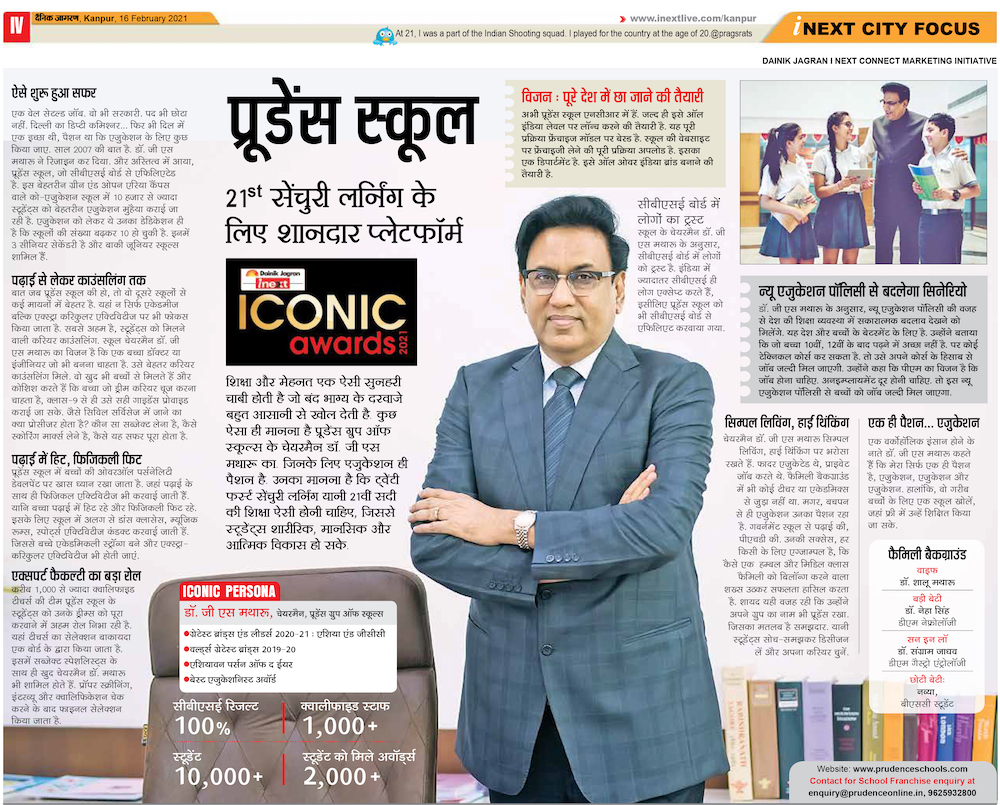 IV
दैनिक जागरण, Kanpur, 16 February 2021
www.inextlive.com/kanpur
At 21, I was a part of the Indian Shooting squad. I played for the country at the age of 20.@pragsrats
iNEXT CITY FOCUS
DAINIK JAGRAN I NEXT CONNECT MARKETING INITIATIVE
ऐसे शुरू हुआ सफर
एक वेल सेटल्ड जॉब. वो भी सरकारी. पद भी छोटा
नहीं. दिल्ली का डिप्टी कमिश्नर... फिर भी दिल में
एक इच्छा थी, पैशन था कि एजुकेशन के लिए कुछ
किया जाए. साल 2007 की बात है. डॉ. जी एस
मथारू ने रिजाइन कर दिया. और अस्तित्व में आया,
प्रूडेंस स्कूल, जो सीबीएसई बोर्ड से एफिलिएटेड
है. इस बेहतरीन ग्रीन एंड ओपन एरिया कैंपस
वाले को-एजुकेशन स्कूल में 10 हजार से ज्यादा
स्टूडेंट्स को बेहतरीन एजुकेशन मुहैया कराई जा
रही है. एजुकेशन को लेकर ये उनका डेडिकेशन ही
है कि स्कूलों की संख्या बढ़कर 10 हो चुकी है. इनमें
3 सीनियर सेकेंडरी है और बाकी जूनियर स्कूल्स
शामिल हैं.
पढ़ाई से लेकर काउंसलिंग तक
बात जब प्रूडेंस स्कूल की हो, तो वो दूसरे स्कूलों से
कई मायनों में बेहतर है. यहां न सिर्फ एकेडमीज
बल्कि एक्स्ट्रा करिकुलर एक्टिविटीज पर भी फोकस
किया जाता है. सबसे अहम है, स्टूडेंट्स को मिलने
वाली करियर काउंसलिंग. स्कूल चेयरमैन डॉ. जी
एस मथारू का विजन है कि एक बच्चा डॉक्टर या
इंजीनियर जो भी बनना चाहता है. उसे बेहतर करियर
काउंसलिंग मिले. वो खुद भी बच्चों से मिलते हैं और
कोशिश करते हैं कि बच्चा जो ड्रीम करियर चूज करना
चाहता है, क्लास-9 से ही उसे सही गाइडेंस प्रोवाइड
कराई जा सके. जैसे सिविल सर्विसेज में जाने का
क्या प्रोसीजर होता है? कौन सा सब्जेक्ट लेना है, कैसे
स्कोरिंग मार्क्स लेने है, कैसे यह सफर पूरा होता है.
पढ़ाई में हिट, फिजिकली फिट
प्रूडेंस स्कूल में बच्चों की ओवरऑल पर्सनेलिटी
डेवलपमेंट पर खास ध्यान रखा जाता है. जहां पढ़ाई के
साथ ही फिजिकल एक्टिविटी भी करवाई जाती हैं.
यानि बच्चा पढ़ाई में हिट रहे और फिजिकली फिट रहे.
इसके लिए स्कूल में अलग से डांस क्लासेस, म्यूजिक
रूम्स, स्पोर्ट्स एक्टिविटीज कंडक्ट करवाई जाती हैं.
जिससे बच्चे एकेडमिकली स्ट्रॉन्ग बने और एक्स्ट्रा-
करिकुलर एक्टिविटी भी होती जाए.
एक्सपर्ट फैकल्टी का बड़ा रोल
करीब 1,000 से ज्यादा क्वालिफाइड
टीचर्स की टीम प्रूडेंस स्कूल के
स्टूडेंट्स को उनके ड्रीम्स को पूरा
करवाने में अहम रोल निभा रही है.
यहां टीचर्स का सेलेक्शन बाकायदा
एक बोर्ड के द्वारा किया जाता है.
इसमें सब्जेक्ट स्पेशलिस्ट्स के
साथ ही खुद चेयरमैन डॉ. मथारू
भी शामिल होते हैं. प्रॉपर स्क्रीनिंग,
इंटरव्यू और क्वालिफिकेशन चेक
करने के बाद फाइनल सेलेक्शन
किया जाता है.
प्रूडेंस स्कूल
21st सेंचुरी लर्निंग के
लिए शानदार प्लेटफॉर्म
Dainik Jagran
inext
ICONIC
awards 2021
शिक्षा और मेहनत एक ऐसी सुनहरी
चाबी होती है जो बंद भाग्य के दरवाजे
बहुत आसानी से खोल देती है. कुछ
ऐसा ही मानना है प्रूडेंस ग्रुप ऑफ
स्कूल्स के चेयरमैन डॉ. जी एस
मथारू का. जिनके लिए एजुकेशन ही
पैशन है. उनका मानना है कि ट्वेंटी
फर्स्ट सेंचुरी लर्निंग यानी 21वीं सदी
की शिक्षा ऐसी होनी चाहिए, जिससे
स्टूडेंट्स शारीरिक, मानसिक और
आत्मिक विकास हो सके.
ICONIC PERSONA
डॉ. जी एस मथारू, चेयरमैन, प्रूडेंस ग्रुप ऑफ स्कूल्स
ग्रेटेस्ट ब्रांड्स एंड लीडर्स 2020-21 : एशिया एंड जीसीसी
वर्ल्ड्स ग्रेटेस्ट ब्रांड्स 2019-20
एशियावन पर्सन ऑफ द ईयर
बेस्ट एजुकेशनिस्ट अवॉर्ड
सीबीएसई रिजल्ट
100%
क्वालीफाइड स्टाफ
1,000+
स्टूडेंट
10,000+
स्टूडेंट को मिले अवॉर्ड्स
2,000+
विजन : पूरे देश में छा जाने की तैयारी
अभी प्रूडेंस स्कूल एनसीआर में हैं. जल्द ही इसे ऑल
इंडिया लेवल पर लॉन्च करने की तैयारी है. यह पूरी
प्रक्रिया फ्रेंचाइजी मॉडल पर बेस्ड है. स्कूल की वेबसाइट
पर फ्रेंचाइजी लेने की पूरी प्रक्रिया अपलोड है. इसका
एक डिपार्टमेंट है. इसे ऑल ओवर इंडिया ब्रांड बनाने की
तैयारी है.
सीबीएसई बोर्ड में
लोगों का ट्रस्ट
स्कूल के चेयरमैन डॉ. जी
एस मथारू के अनुसार,
सीबीएसई बोर्ड में लोगों
को ट्रस्ट है. इंडिया में
ज्यादातर सीबीएसई ही
लोग एक्सेप्ट करते हैं,
इसीलिए प्रूडेंस स्कूल को
भी सीबीएसई बोर्ड से
एफिलिएट करवाया गया.
न्यू एजुकेशन पॉलिसी से बदलेगा सिनेरियो
डॉ. जी एस मथारू के अनुसार, न्यू एजुकेशन पॉलिसी की वजह
से देश की शिक्षा व्यवस्था में सकारात्मक बदलाव देखने को
मिलेंगे. यह देश और बच्चों के बेटरमेंट के लिए है. उन्होंने बताया
कि जो बच्चा 10वीं, 12वीं के बाद पढ़ने में अच्छा नहीं है. पर कोई
टेक्निकल कोर्स कर सकता है. तो उसे अपने कोर्स के हिसाब से
जॉब जल्दी मिल जाएगी. उन्होंने कहा कि पीएम का विजन है कि
जॉब होना चाहिए. अनइम्प्लायमेंट दूर होनी चाहिए. तो इस न्यू
एजुकेशन पॉलिसी से बच्चों को जॉब जल्दी मिल जाएगा.
सिम्पल लिविंग, हाई थिंकिंग
चेयरमैन डॉ. जी एस मथारू सिम्पल
लिविंग, हाई थिंकिंग पर भरोसा
रखते हैं. फादर एजुकेटेड थे, प्राइवेट
जॉब करते थे. फैमिली बैकग्राउंड
में भी कोई टीचर या एकेडमिक्स
से जुड़ा नहीं था. मगर, बचपन
से ही एजुकेशन उनका पैशन रहा
है. गवर्नमेंट स्कूल से पढ़ाई की,
पीएचडी की. उनकी सक्सेस, हर
किसी के लिए एग्जाम्पल है, कि
कैसे एक हम्बल और मिडिल क्लास
फैमिली को बिलॉन्ग करने वाला
शख्स उठकर सफलता हासिल करता
है. शायद यही वजह रही कि उन्होंने
अपने ग्रुप का नाम भी प्रूडेंस रखा.
जिसका मतलब है समझदार. यानी
स्टूडेंट्स सोच-समझकर डिसीजन
लें और अपना करियर चुनें.
एक ही पैशन... एजुकेशन
एक वर्कोहॉलिक इंसान होने के
नाते डॉ. जी एस मथारू कहते
हैं कि मेरा सिर्फ एक ही पैशन
है, एजुकेशन, एजुकेशन और
एजुकेशन. हालांकि, वो गरीब
बच्चों के लिए एक स्कूल खोलें,
जहां फ्री में उन्हें शिक्षित किया
जा सके.
फैमिली बैकग्राउंड
वाइफ
डॉ. शालू मथारू
बड़ी बेटी
डॉ. नेहा सिंह
डीएम नेफ्रोलॉजी
सन इन लॉ
डॉ. संग्राम जाधव
डीएम गैस्ट्रो एंट्रोलॉजी
छोटी बेटीः
नव्या,
बीएससी स्टूडेंट
Website: www.prudenceschools.com
Contact for School Franchise enquiry at
enquiry@prudenceonline.in, 9625932800